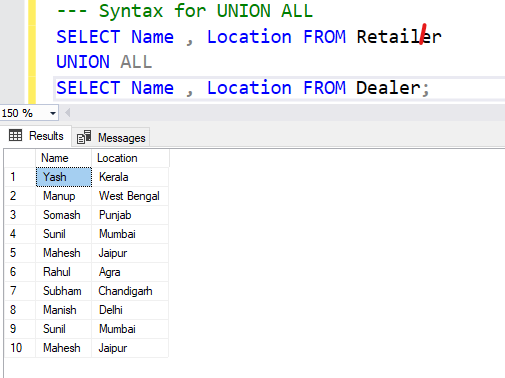 --- Syntax for UNION ALL
SELECT Name , Location FROM Retailer
UNION ALL
SELECT Name , Location FROM Dealer;
150 %
Results Messages
Name Location
1 Yash Kerala
2 Manup West Bengal
3 Somash Punjab
4 Sunil Mumbai
5 Mahesh Jaipur
6 Rahul Agra
7 Subham Chandigarh
8 Manish Delhi
9 Sunil Mumbai
10 Mahesh Jaipur